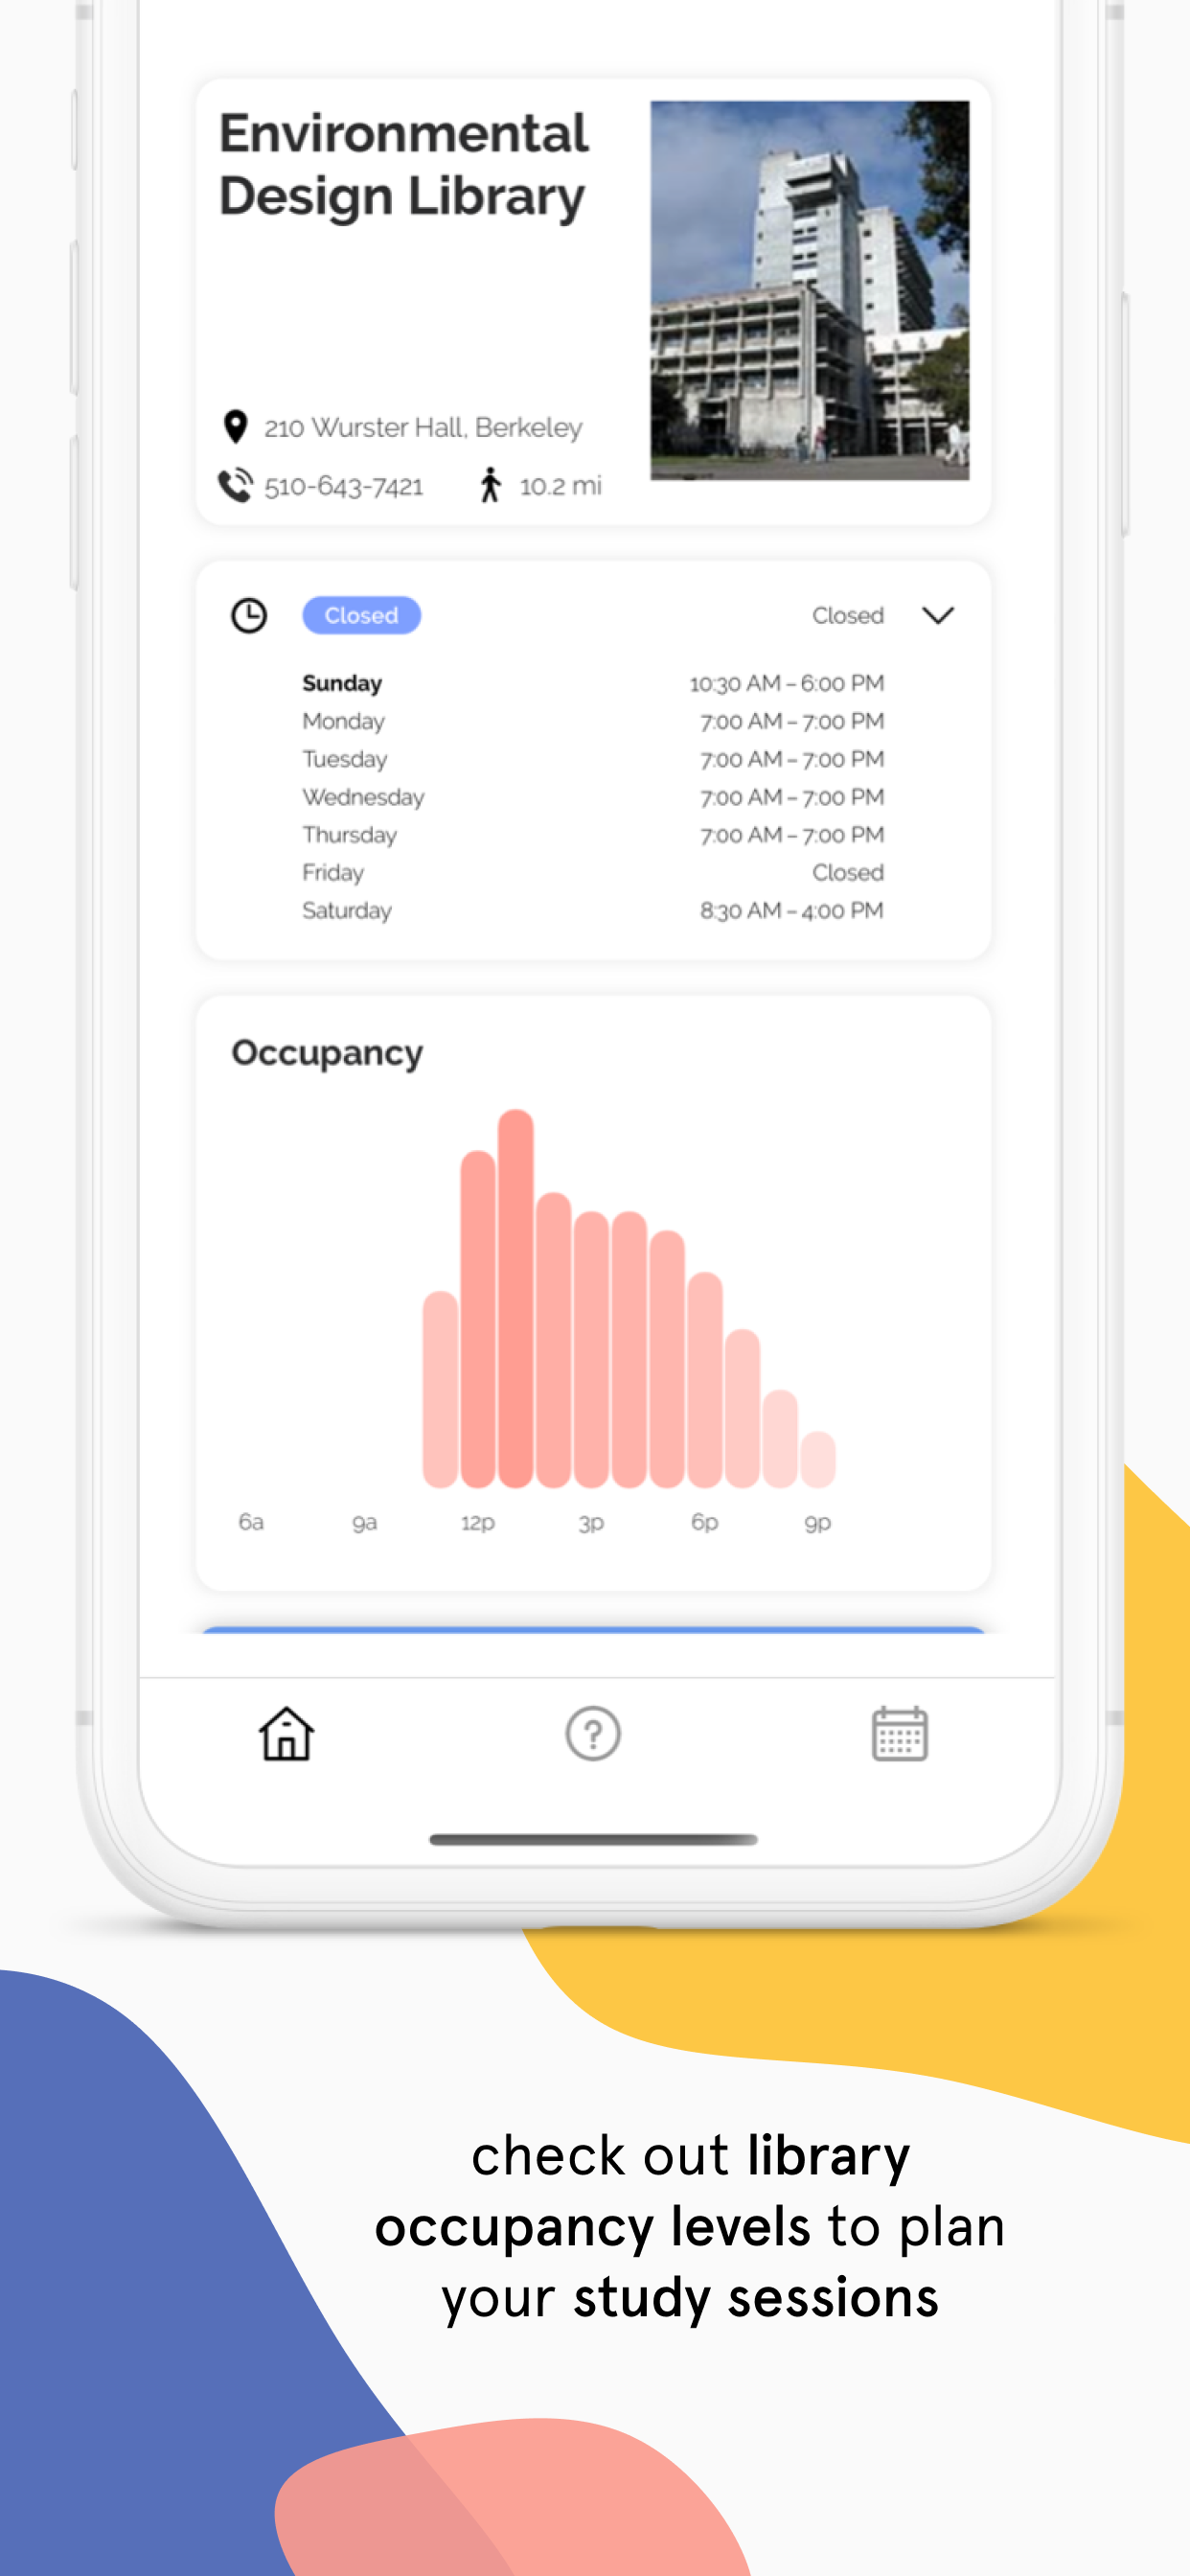 Environmental
Design Library
210 Wurster Hall, Berkeley
510-643-7421 10.2 mi
Closed Closed
Sunday 10:30 AM – 6:00 PM
Monday 7:00 AM – 7:00 PM
Tuesday 7:00 AM – 7:00 PM
Wednesday 7:00 AM – 7:00 PM
Thursday 7:00 AM – 7:00 PM
Friday Closed
Saturday 8:30 AM – 4:00 PM
Occupancy
6a 9a 12p 3p 6p 9p
?
check out library
occupancy levels to plan
your study sessions